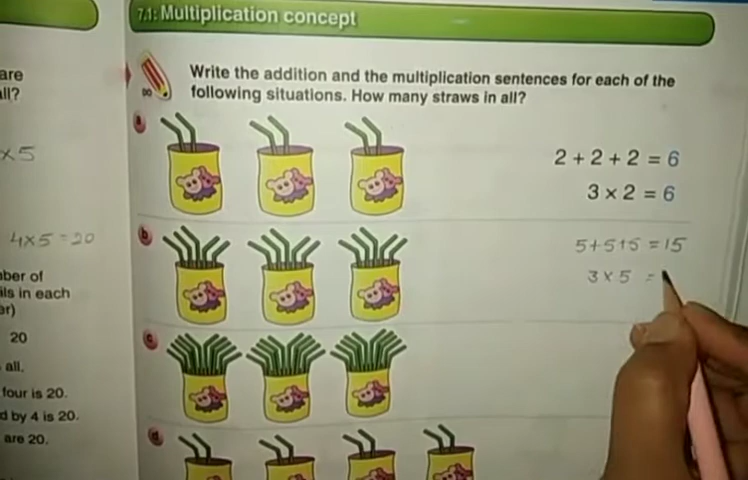 7.1: Multiplication concept
are
all?
Write the addition and the multiplication sentences for each of the
following situations. How many straws in all?
a
×5
2 + 2 + 2 = 6
3 × 2 = 6
b
4×5=20
5+5+5=15
3×5 =
ber of
ils in each
er)
20
c
all.
four is 20.
d by 4 is 20.
are 20.
d